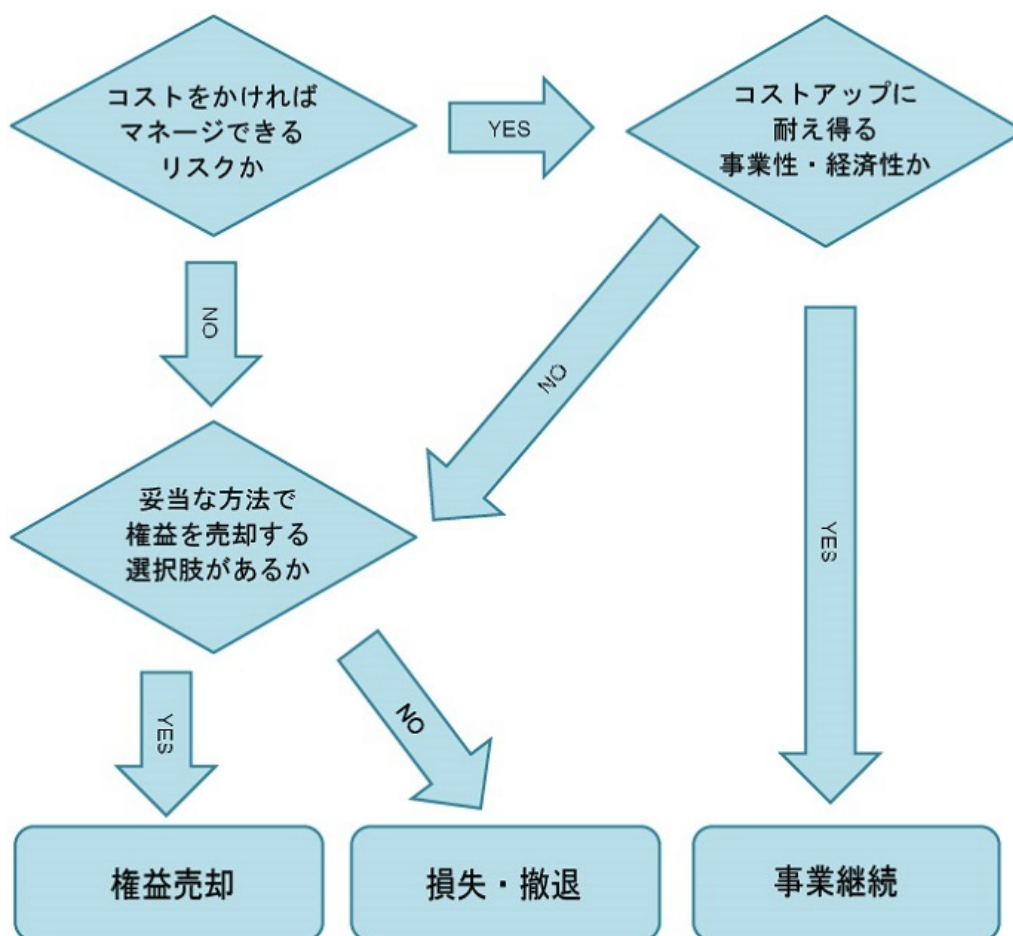 コストをかければ
マネージできる
リスクか
YES
コストアップに
耐え得る
事業性・経済性か
NO
NO
YES
妥当な方法で
権益を売却する
選択肢があるか
YES
NO
権益売却
損失・撤退
事業継続